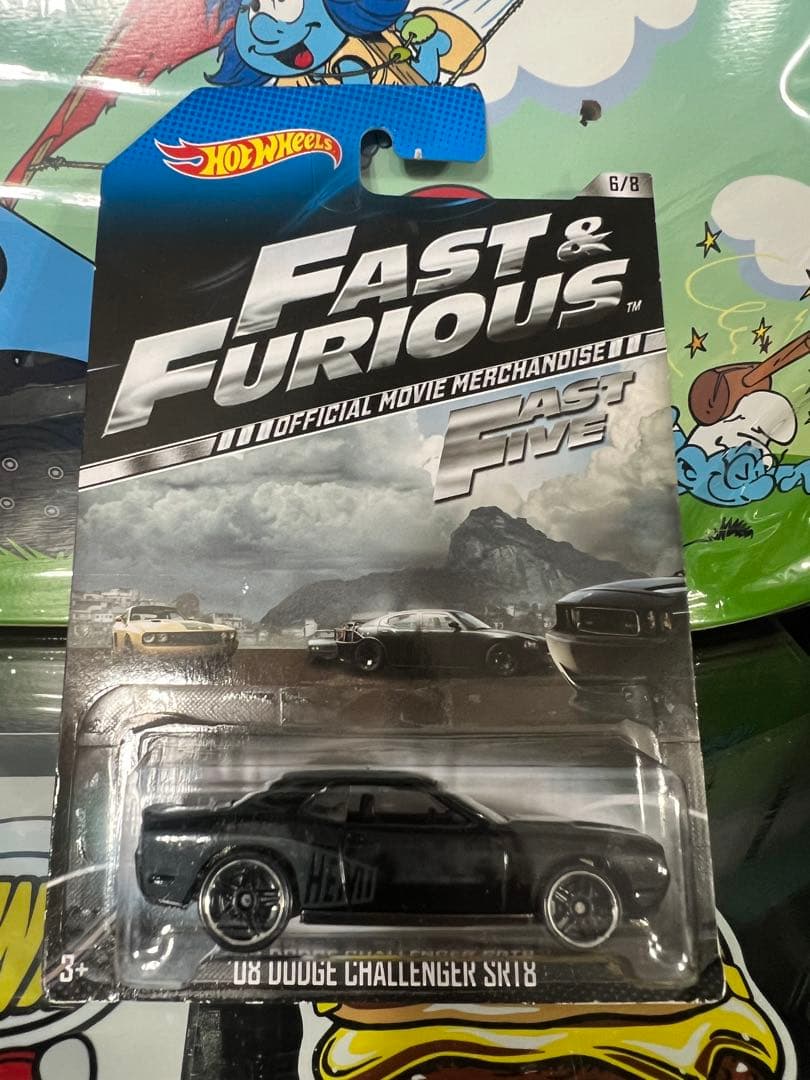 HOT WHEELS
6/8
FAST &
FURIOUS TM
OFFICIAL MOVIE MERCHANDISE
FAST
FIVE
HEMI
3+
08 DODGE CHALLENGER SRT8